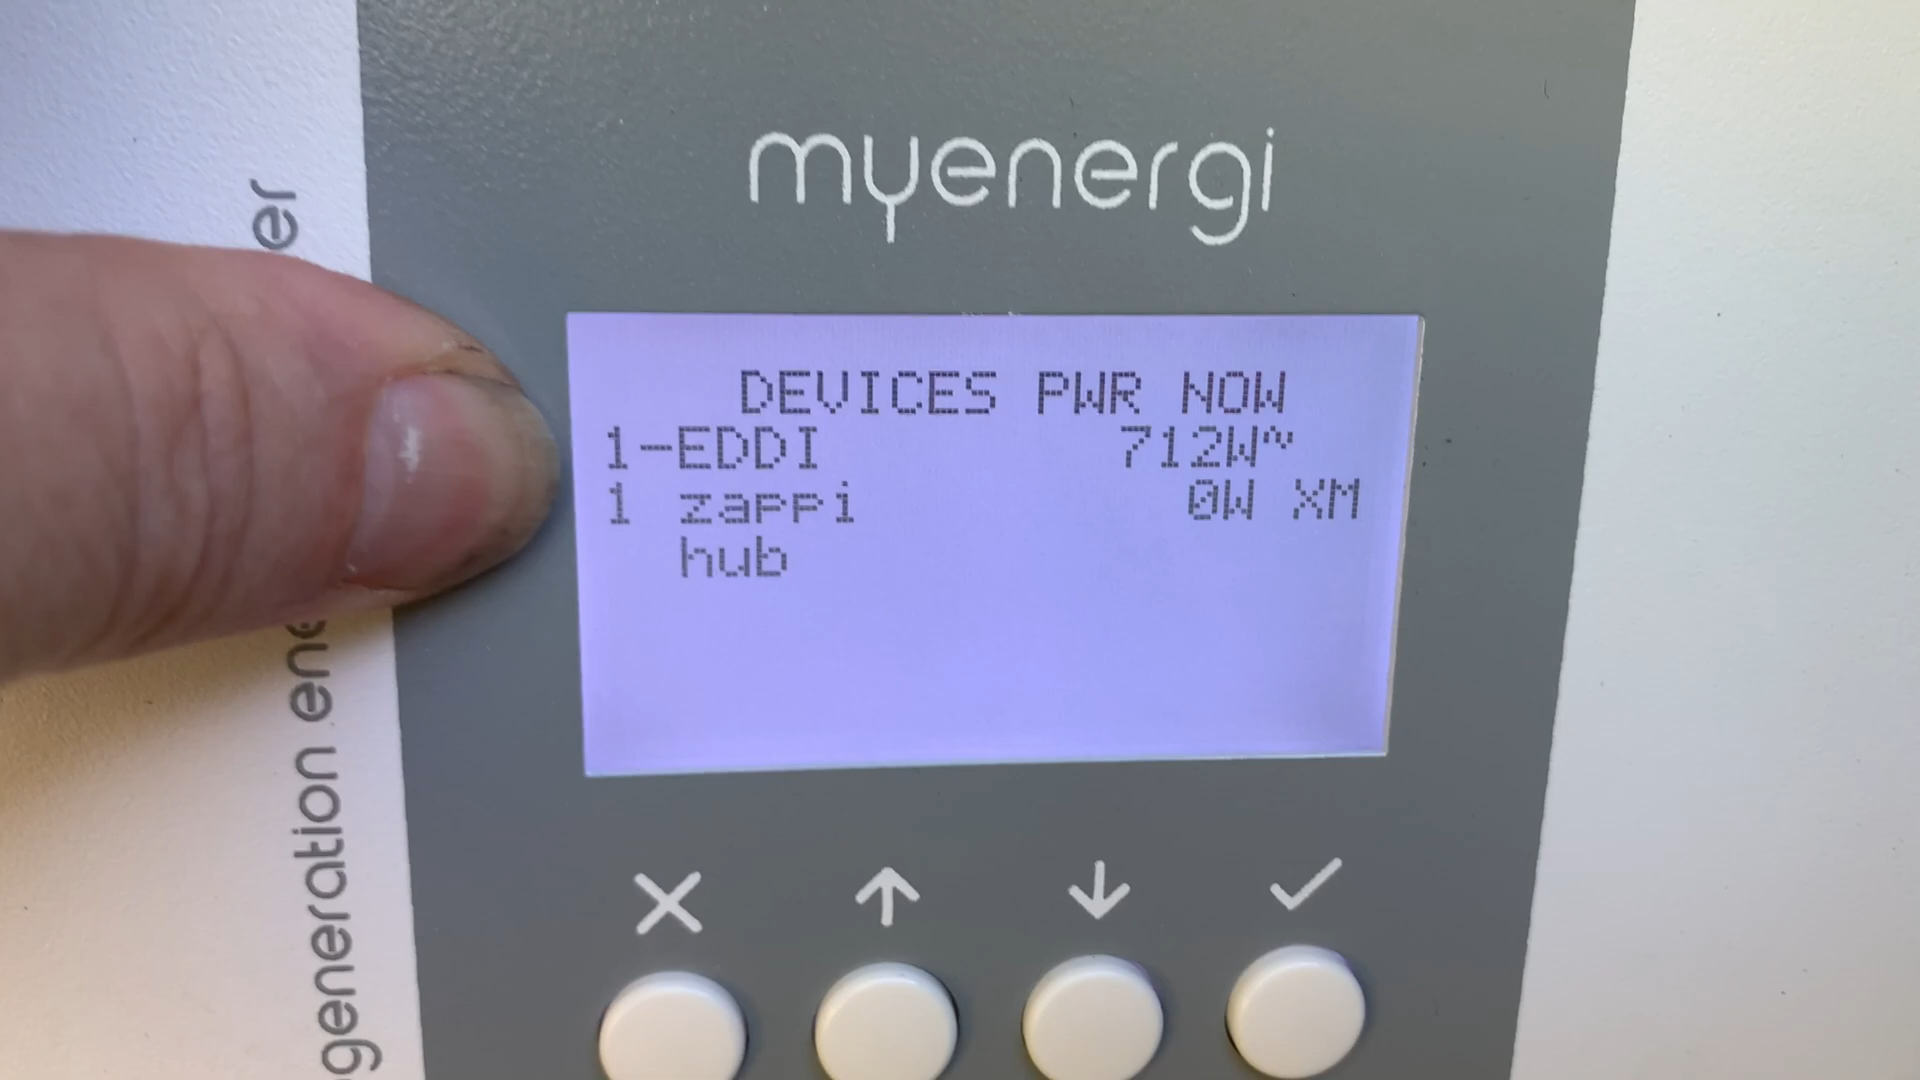 myenergi
DEVICES PWR NOW
1-EDDI 712W~
1 zappi 0W XM
hub